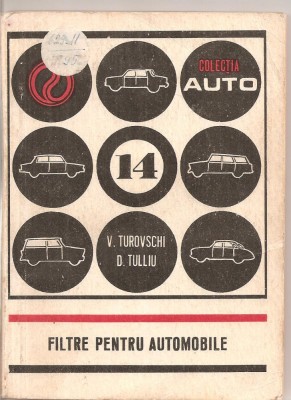 COLECTIA
AUTO
14
V. TUROVSCHI
D. TULLIU
FILTRE PENTRU AUTOMOBILE